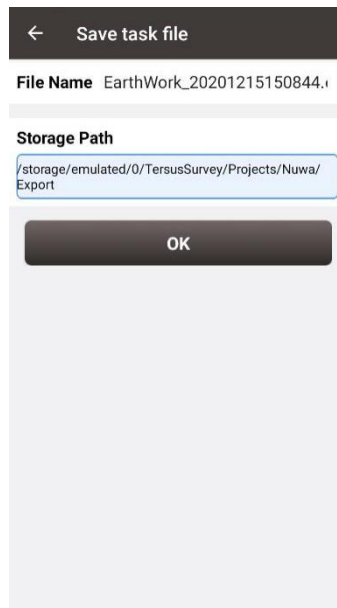 Save task file
File Name EarthWork_20201215150844.
Storage Path
/storage/emulated/0/TersusSurvey/Projects/Nuwa/
Export
OK